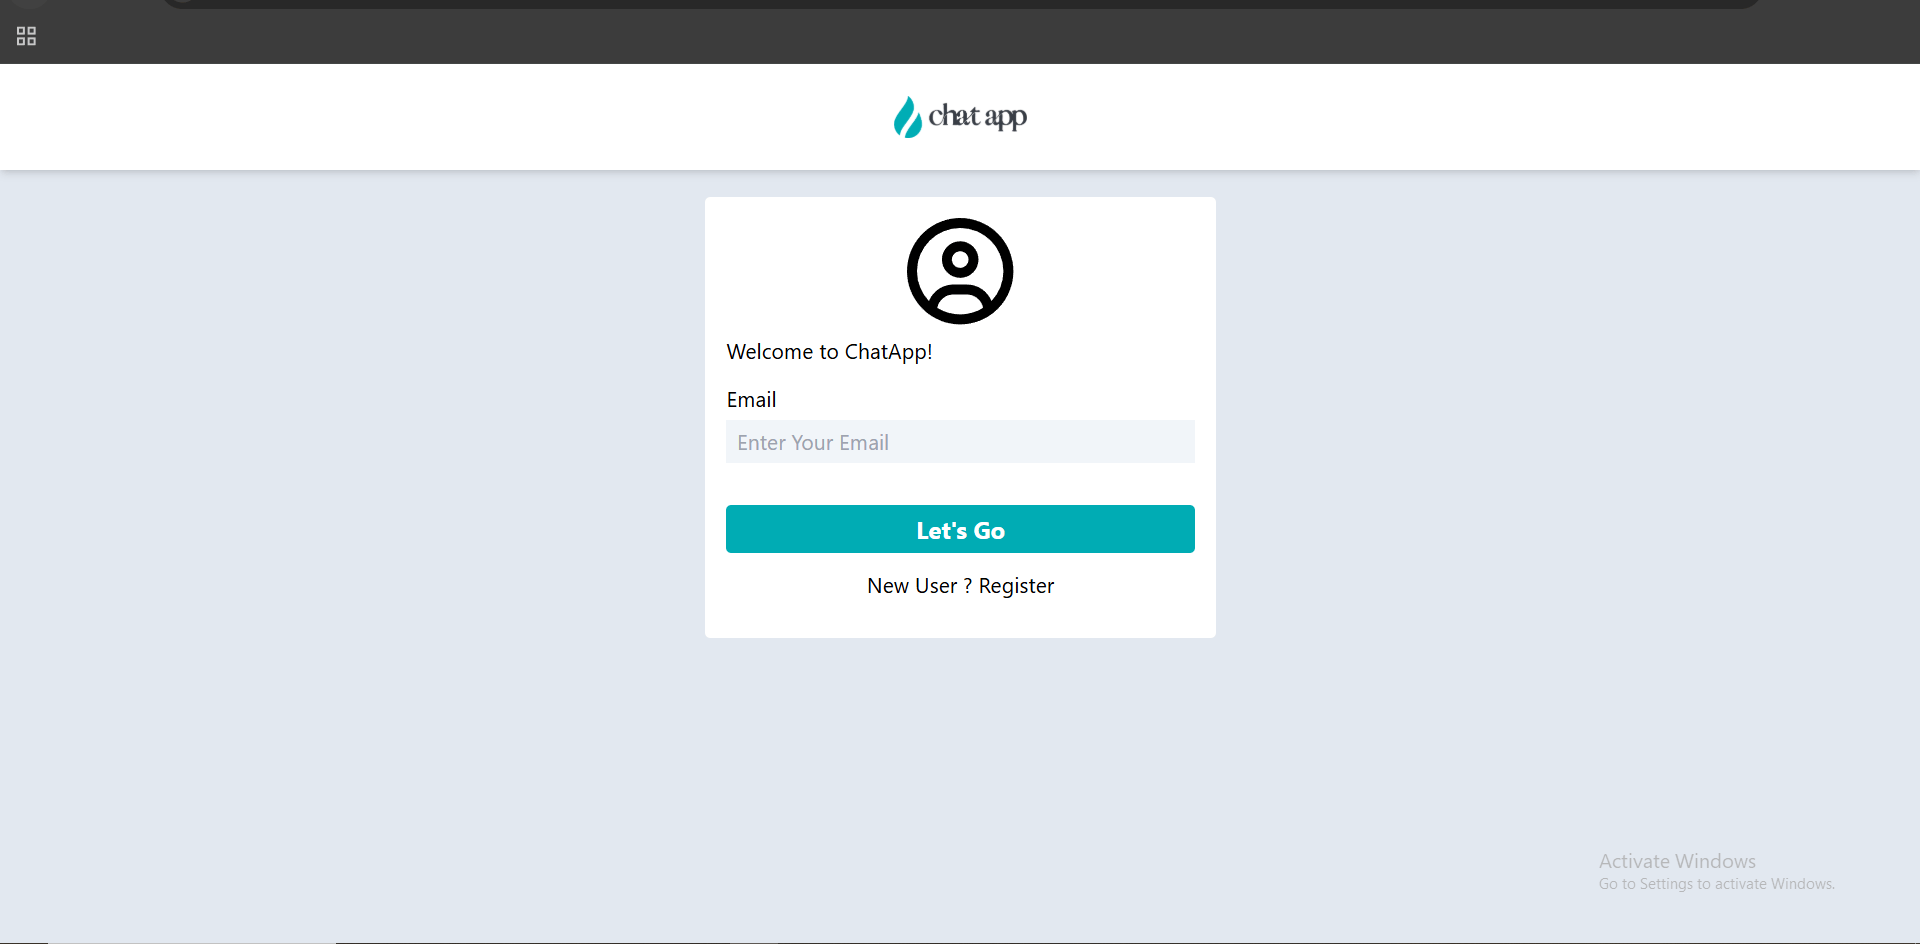 chat app
Welcome to ChatApp!
Email
Enter Your Email
Let's Go
New User ? Register
Activate Windows
Go to Settings to activate Windows.